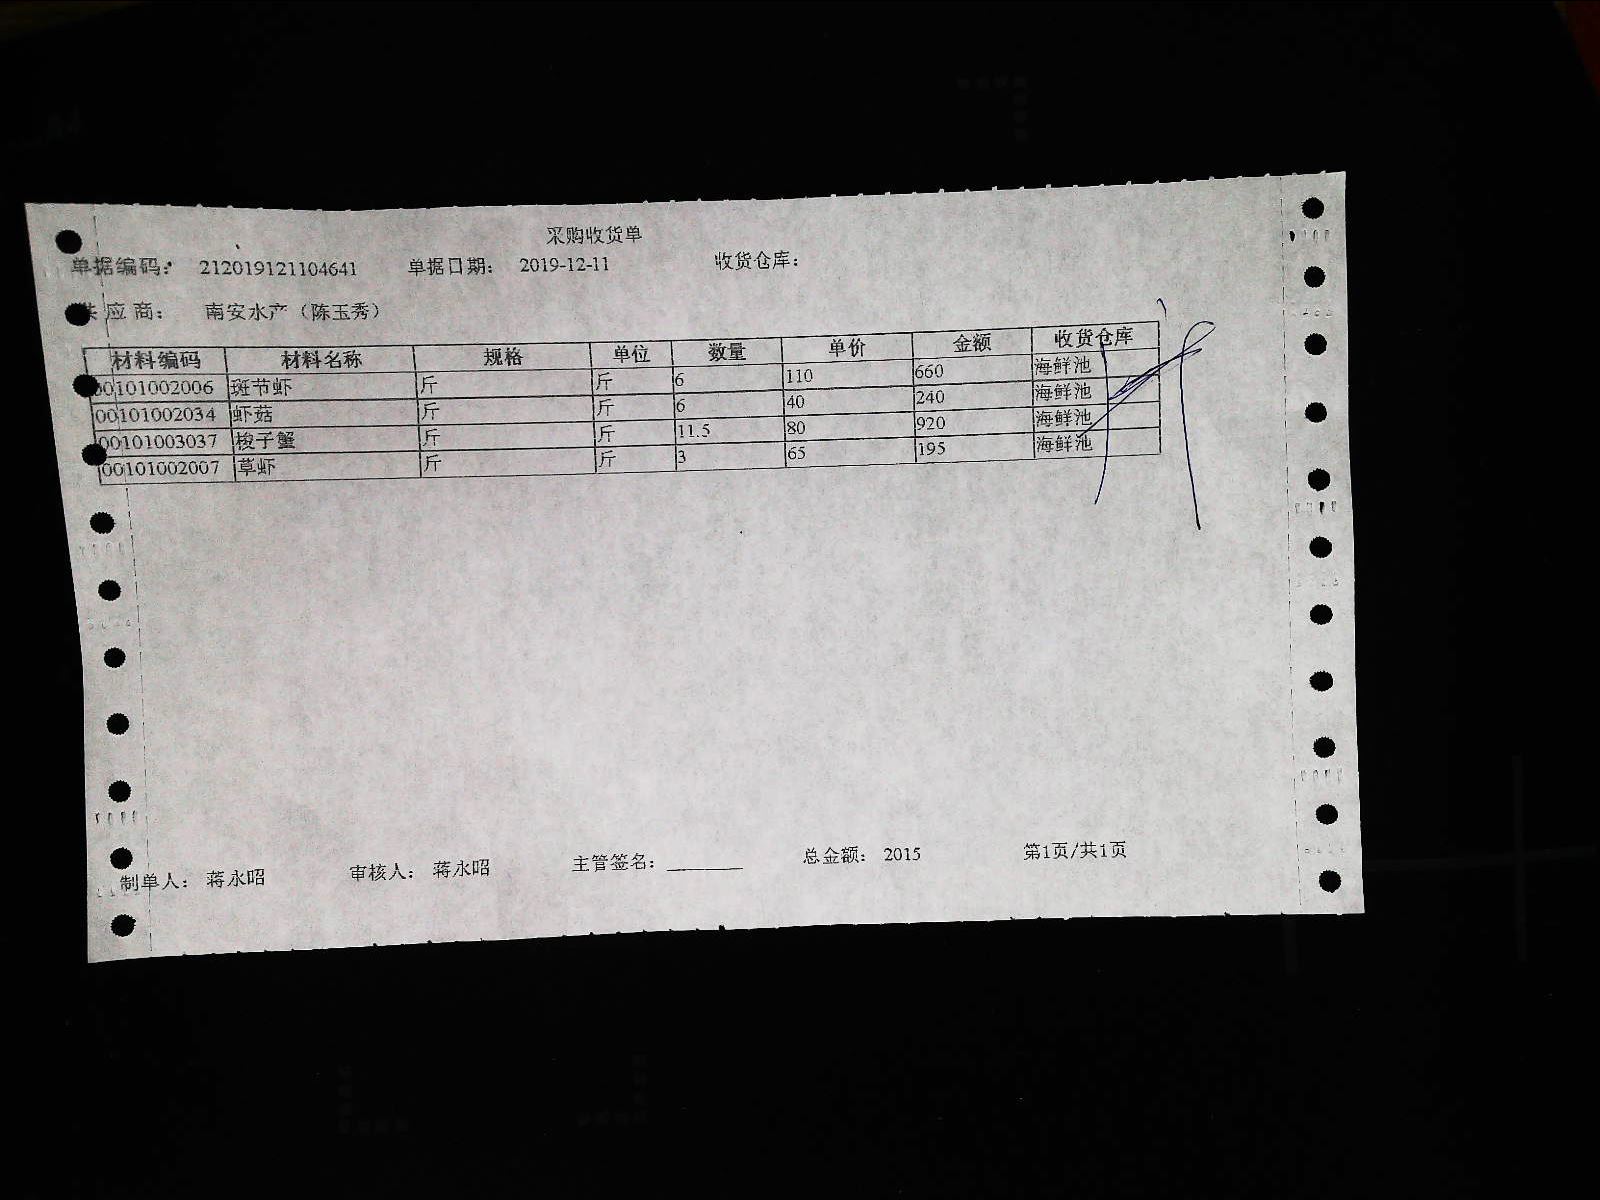 采购收货单
单据编码： 212019121104641 单据日期： 2019-12-11 收货仓库：
供应商： 南安水产（陈玉秀）
材料编码 材料名称 规格 单位 数量 单价 金额 收货仓库
00101002006 斑节虾 斤 斤 6 110 660 海鲜池
00101002034 虾菇 斤 斤 6 40 240 海鲜池
00101003037 梭子蟹 斤 斤 11.5 80 920 海鲜池
00101002007 草虾 斤 斤 3 65 195 海鲜池
制单人： 蒋永昭 审核人： 蒋永昭 主管签名：________ 总金额： 2015 第1页/共1页